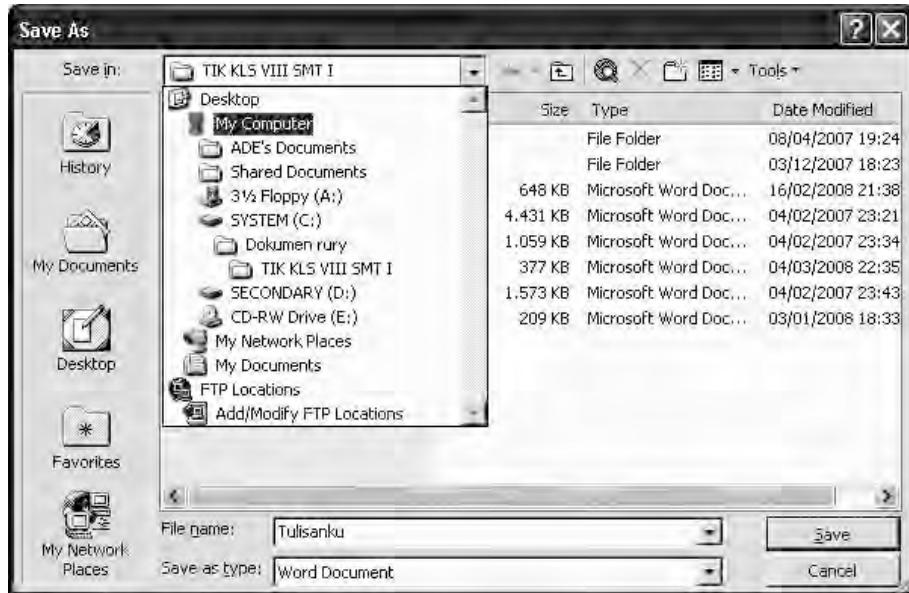 Save As
Save in: TIK KLS VIII SMT I Tools
Desktop
My Computer
ADE's Documents
Shared Documents
3½ Floppy (A:)
SYSTEM (C:)
Dokumen rury
TIK KLS VIII SMT I
SECONDARY (D:)
CD-RW Drive (E:)
My Network Places
My Documents
FTP Locations
Add/Modify FTP Locations
Size Type Date Modified
File Folder 08/04/2007 19:24
File Folder 03/12/2007 18:23
648 KB Microsoft Word Doc... 16/02/2008 21:38
4.431 KB Microsoft Word Doc... 04/02/2007 23:21
1.059 KB Microsoft Word Doc... 04/02/2007 23:34
377 KB Microsoft Word Doc... 04/03/2008 22:35
1.573 KB Microsoft Word Doc... 04/02/2007 23:43
209 KB Microsoft Word Doc... 03/01/2008 18:33
History
My Documents
Desktop
Favorites
My Network
Places
File name: Tulisanku Save
Save as type: Word Document Cancel